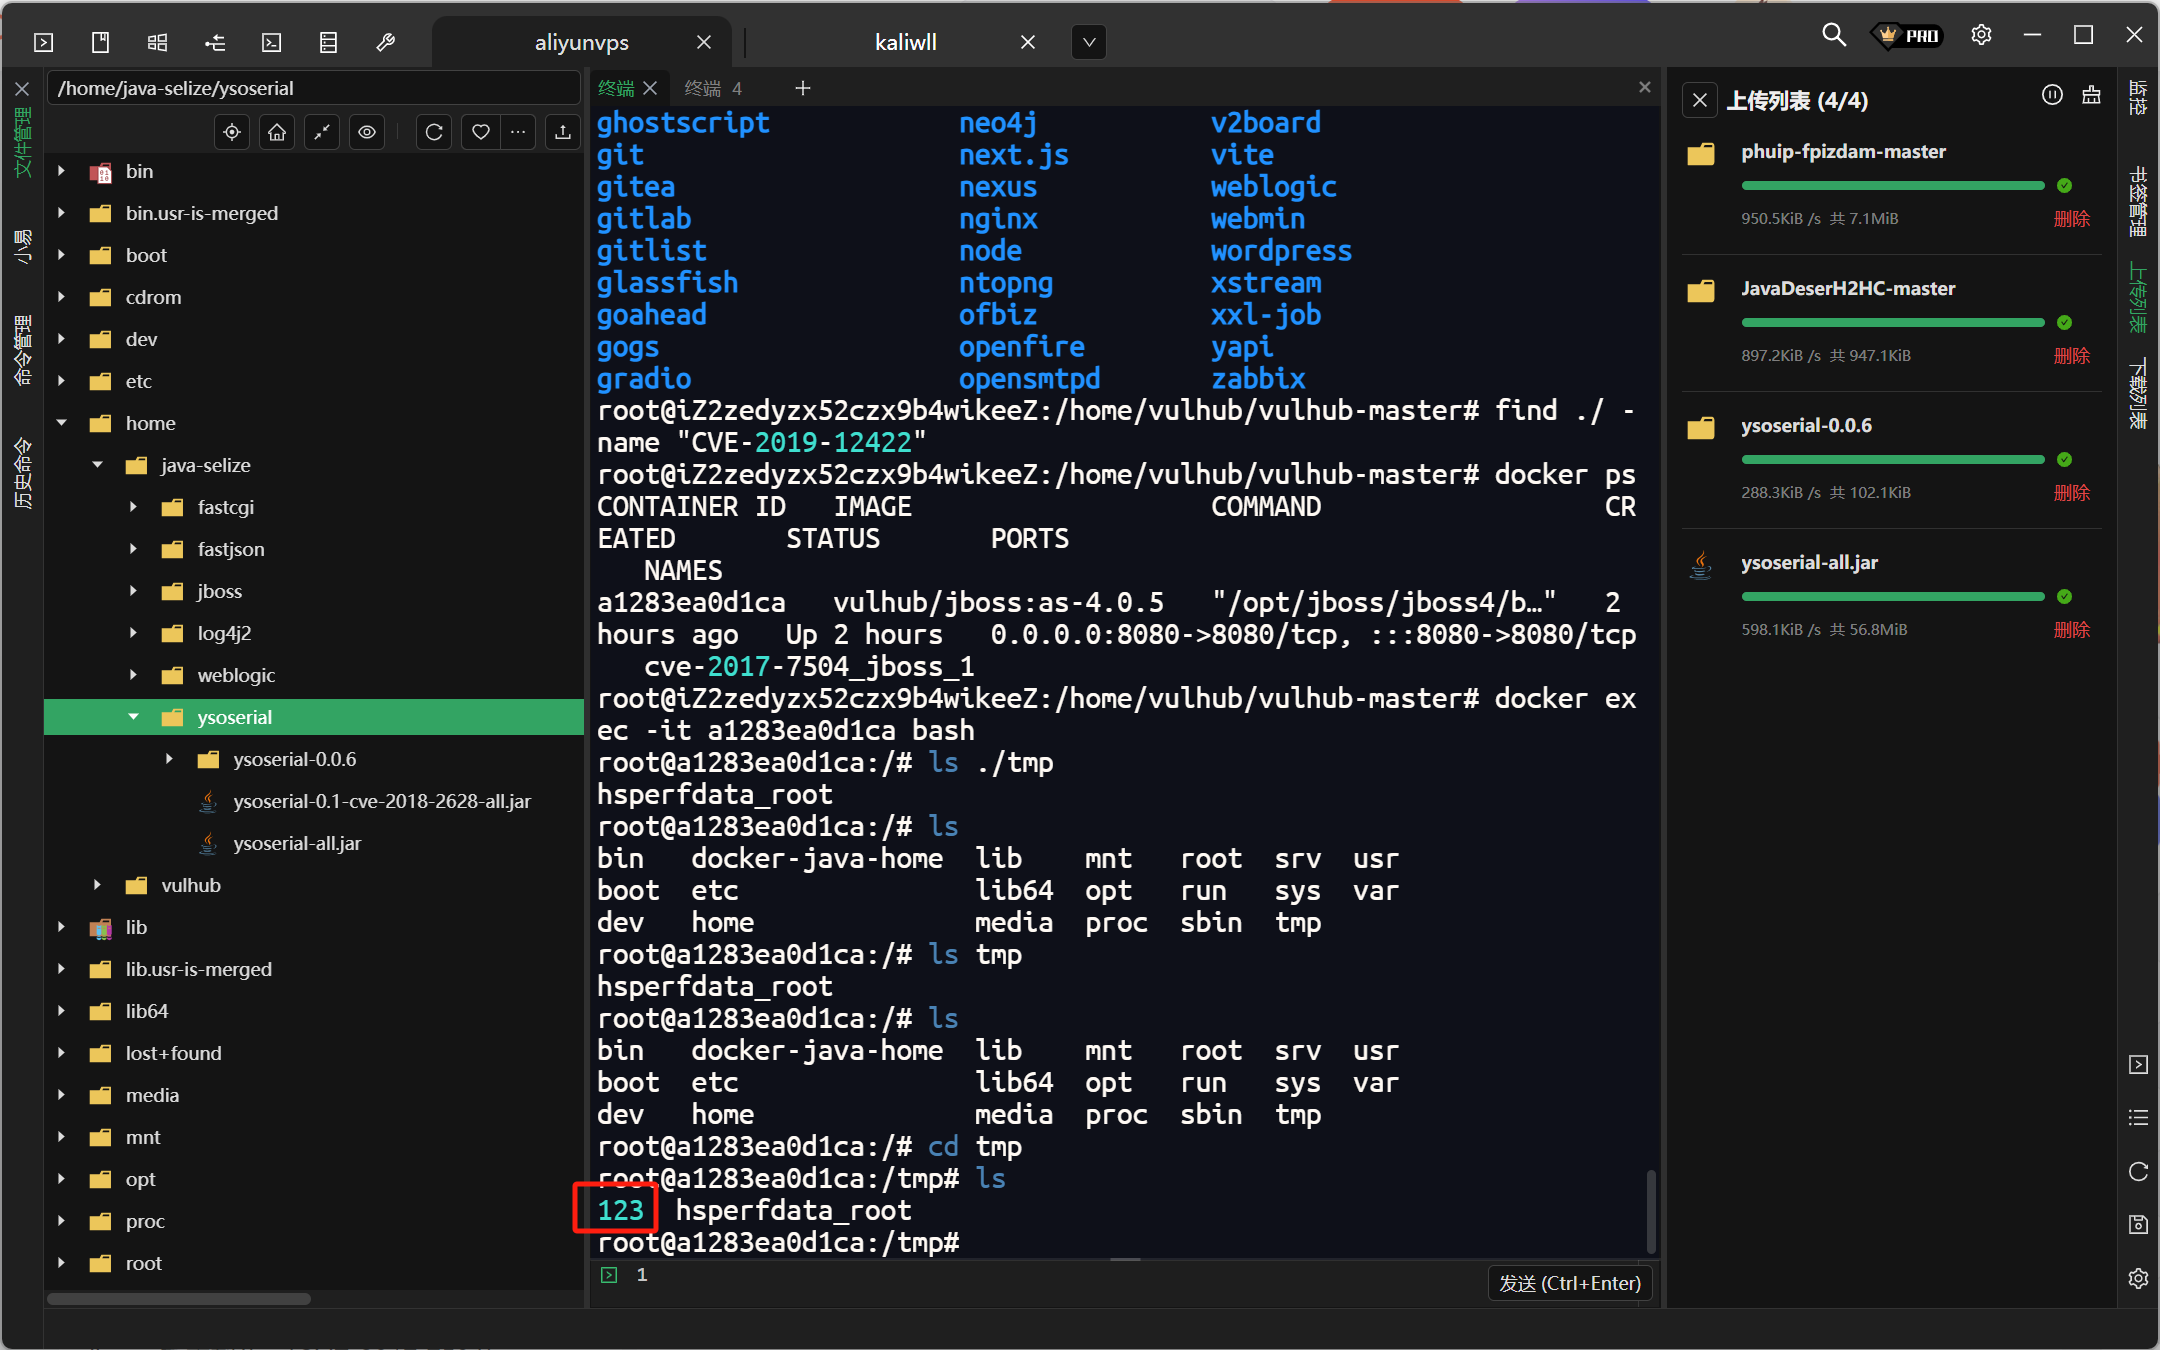 aliyunvps
kaliwll
PRO
/home/java-selize/ysoserial
文件管理
小易
命令管理
历史命令
bin
bin.usr-is-merged
boot
cdrom
dev
etc
home
java-selize
fastcgi
fastjson
jboss
log4j2
weblogic
ysoserial
ysoserial-0.0.6
ysoserial-0.1-cve-2018-2628-all.jar
ysoserial-all.jar
vulhub
lib
lib.usr-is-merged
lib64
lost+found
media
mnt
opt
proc
root
终端
终端 4
ghostscript neo4j v2board
git next.js vite
gitea nexus weblogic
gitlab nginx webmin
gitlist node wordpress
glassfish ntopng xstream
goahead ofbiz xxl-job
gogs openfire yapi
gradio opensmtpd zabbix
root@iZ2zedyzx52czx9b4wikeeZ:/home/vulhub/vulhub-master# find ./ -
name "CVE-2019-12422"
root@iZ2zedyzx52czx9b4wikeeZ:/home/vulhub/vulhub-master# docker ps
CONTAINER ID IMAGE COMMAND CR
EATED STATUS PORTS
NAMES
a1283ea0d1ca vulhub/jboss:as-4.0.5 "/opt/jboss/jboss4/b…" 2
hours ago Up 2 hours 0.0.0.0:8080->8080/tcp, :::8080->8080/tcp
cve-2017-7504_jboss_1
root@iZ2zedyzx52czx9b4wikeeZ:/home/vulhub/vulhub-master# docker ex
ec -it a1283ea0d1ca bash
root@a1283ea0d1ca:/# ls ./tmp
hsperfdata_root
root@a1283ea0d1ca:/# ls
bin docker-java-home lib mnt root srv usr
boot etc lib64 opt run sys var
dev home media proc sbin tmp
root@a1283ea0d1ca:/# ls tmp
hsperfdata_root
root@a1283ea0d1ca:/# ls
bin docker-java-home lib mnt root srv usr
boot etc lib64 opt run sys var
dev home media proc sbin tmp
root@a1283ea0d1ca:/# cd tmp
root@a1283ea0d1ca:/tmp# ls
123 hsperfdata_root
root@a1283ea0d1ca:/tmp#
1
发送 (Ctrl+Enter)
上传列表 (4/4)
phuip-fpizdam-master
950.5KiB /s 共 7.1MiB
删除
JavaDeserH2HC-master
897.2KiB /s 共 947.1KiB
删除
ysoserial-0.0.6
288.3KiB /s 共 102.1KiB
删除
ysoserial-all.jar
598.1KiB /s 共 56.8MiB
删除
监控
书签管理
上传列表
下载列表